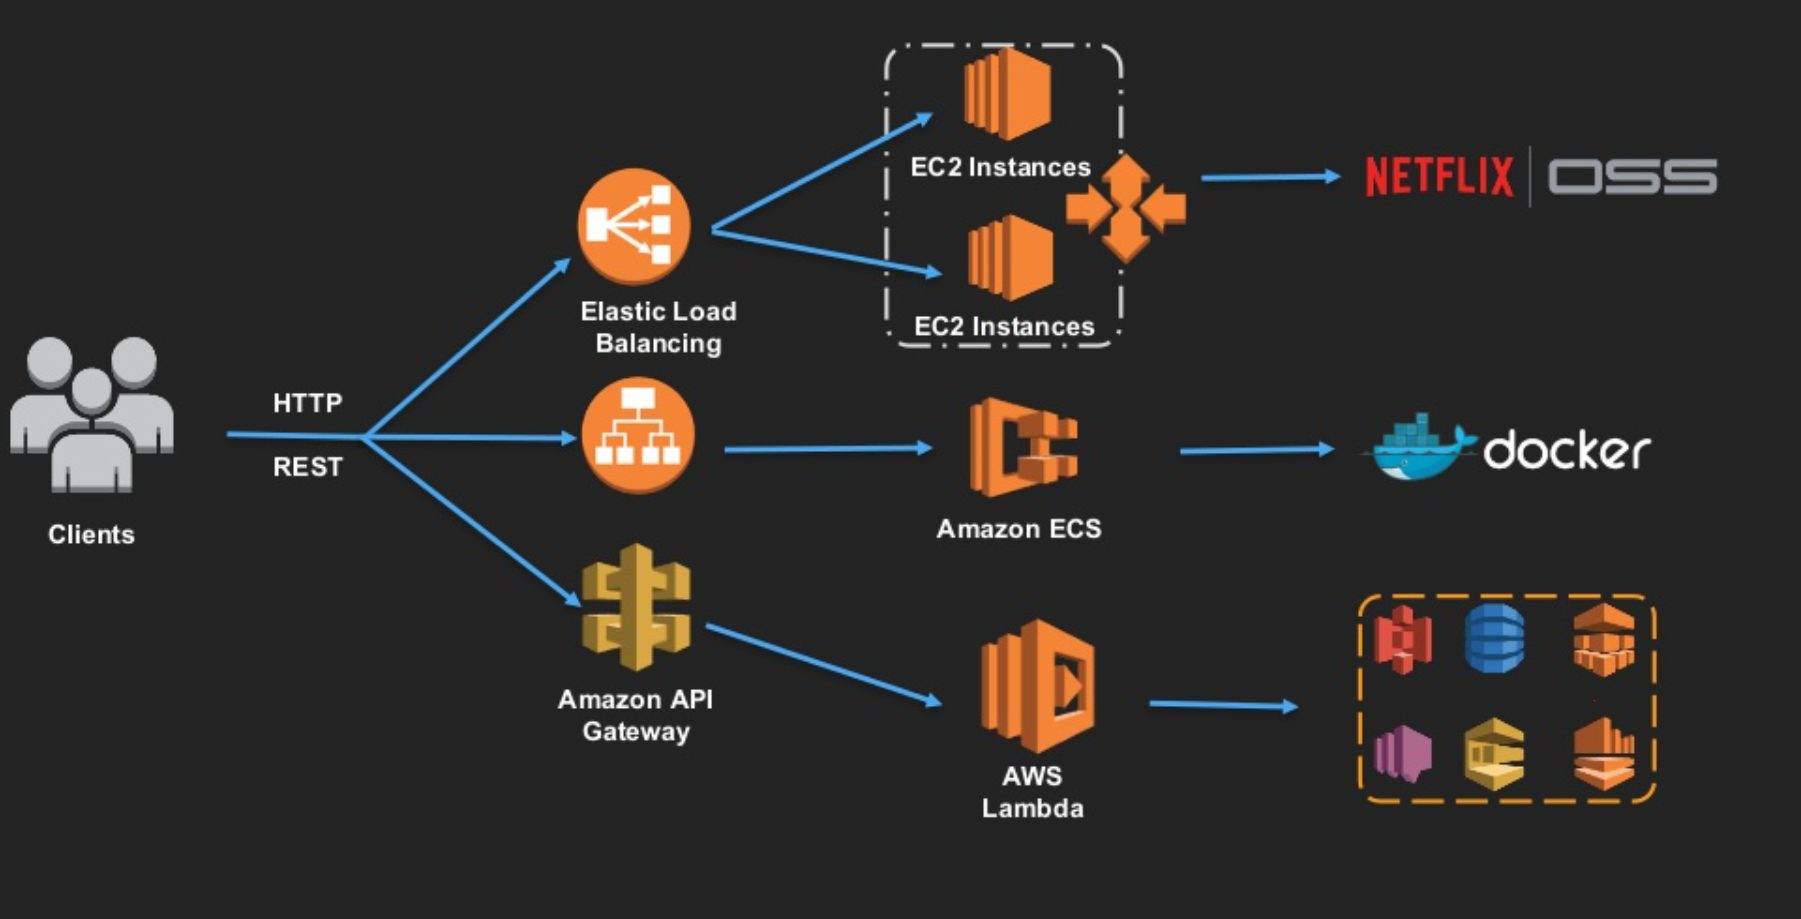 EC2 Instances
NETFLIX
OSS
Elastic Load
Balancing
EC2 Instances
HTTP
REST
docker
Clients
Amazon ECS
Amazon API
Gateway
AWS
Lambda